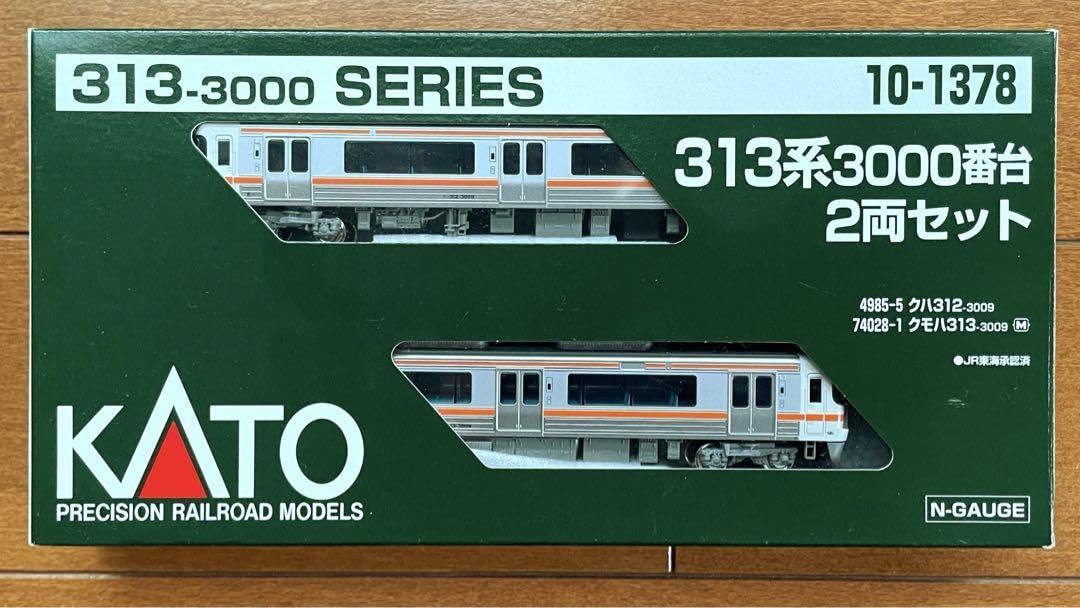 313-3000 SERIES
10-1378
313系3000番台
2両セット
4985-5 クハ312-3009
74028-1 クモハ313-3009 M
●JR東海承認済
KATO
PRECISION RAILROAD MODELS
N-GAUGE